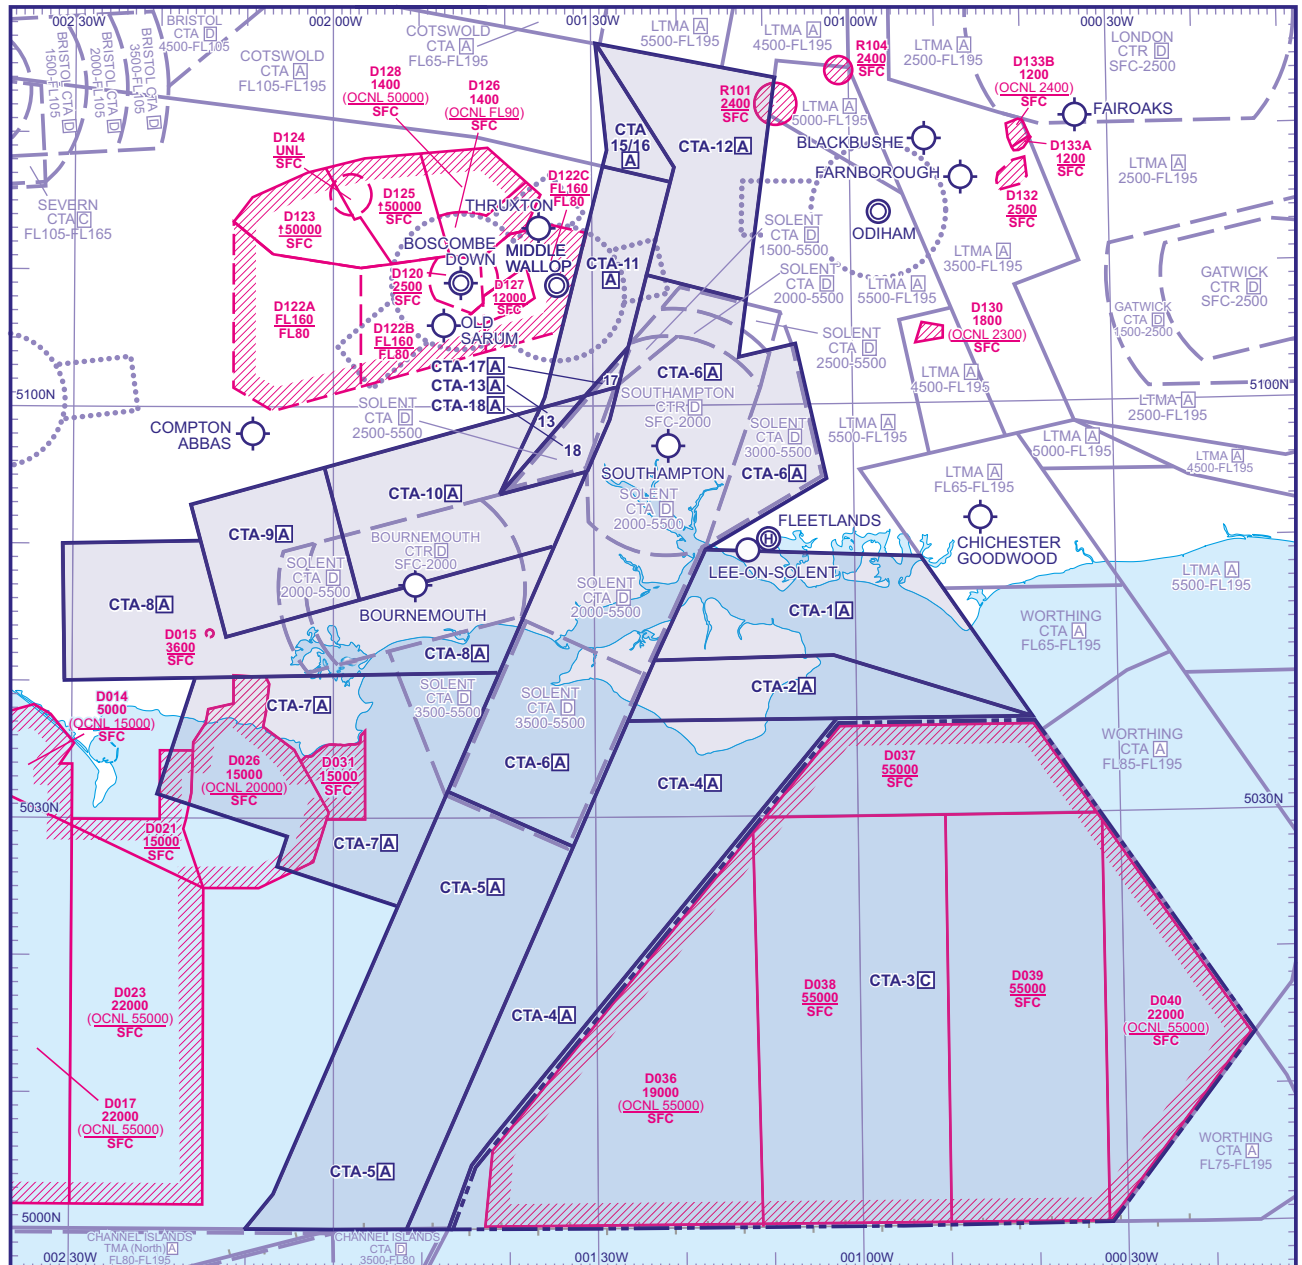 002 30W
002 00W
001 30W
001 00W
000 30W
BRISTOL
CTA D
4500-FL105
BRISTOL CTA D
1500-FL105
BRISTOL CTA D
2000-FL105
BRISTOL CTA D
3500-FL105
COTSWOLD
CTA A
FL105-FL195
COTSWOLD
CTA A
FL65-FL195
LTMA A
5500-FL195
LTMA A
4500-FL195
LTMA A
2500-FL195
LONDON
CTR D
SFC-2500
R104
2400
SFC
R101
2400
SFC
LTMA A
5000-FL195
D133B
1200
(OCNL 2400)
SFC
FAIROAKS
D133A
1200
SFC
D132
2500
SFC
LTMA A
2500-FL195
BLACKBUSHE
FARNBOROUGH
ODIHAM
D128
1400
(OCNL 50000)
SFC
D126
1400
(OCNL FL90)
SFC
D124
UNL
SFC
D125
↑50000
SFC
D123
↑50000
SFC
D122C
FL160
FL80
CTA
15/16
A
CTA-12 A
THRUXTON
BOSCOMBE
DOWN
MIDDLE
WALLOP
D120
2500
SFC
D127
12000
SFC
D122A
FL160
FL80
D122B
FL160
FL80
OLD
SARUM
SEVERN
CTA C
FL105-FL165
CTA-11
A
SOLENT
CTA D
1500-5500
SOLENT
CTA D
2000-5500
SOLENT
CTA D
2500-5500
LTMA A
3500-FL195
LTMA A
5500-FL195
D130
1800
(OCNL 2300)
SFC
GATWICK
CTR D
SFC-2500
GATWICK
CTA D
1500-2500
LTMA A
4500-FL195
LTMA A
2500-FL195
5100N
5100N
CTA-17 A
CTA-13 A
CTA-18 A
17
13
18
CTA-6 A
SOUTHAMPTON
CTR D
SFC-2000
SOLENT
CTA D
3000-5500
LTMA A
5500-FL195
LTMA A
5000-FL195
LTMA A
4500-FL195
LTMA A
FL65-FL195
COMPTON
ABBAS
SOLENT
CTA D
2500-5500
SOUTHAMPTON
CTA-6 A
SOLENT
CTA D
2000-5500
CTA-10 A
CTA-9 A
BOURNEMOUTH
CTR D
SFC-2000
SOLENT
CTA D
2000-5500
BOURNEMOUTH
FLEETLANDS
H
LEE-ON-SOLENT
CHICHESTER
GOODWOOD
LTMA A
5500-FL195
SOLENT
CTA D
2000-5500
CTA-8 A
D015
3600
SFC
CTA-8 A
CTA-1 A
WORTHING
CTA A
FL65-FL195
CTA-2 A
D014
5000
(OCNL 15000)
SFC
CTA-7 A
SOLENT
CTA D
3500-5500
SOLENT
CTA D
3500-5500
D026
15000
(OCNL 20000)
SFC
D031
15000
SFC
CTA-6 A
CTA-4 A
D037
55000
SFC
WORTHING
CTA A
FL85-FL195
5030N
5030N
D021
15000
SFC
CTA-7 A
CTA-5 A
D023
22000
(OCNL 55000)
SFC
CTA-4 A
D038
55000
SFC
CTA-3 C
D039
55000
SFC
D040
22000
(OCNL 55000)
SFC
D036
19000
(OCNL 55000)
SFC
D017
22000
(OCNL 55000)
SFC
CTA-5 A
WORTHING
CTA A
FL75-FL195
5000N
CHANNEL ISLANDS
TMA (North) A
FL80-FL195
CHANNEL ISLANDS
CTA D
3500-FL80
002 30W
001 30W
001 00W
000 30W